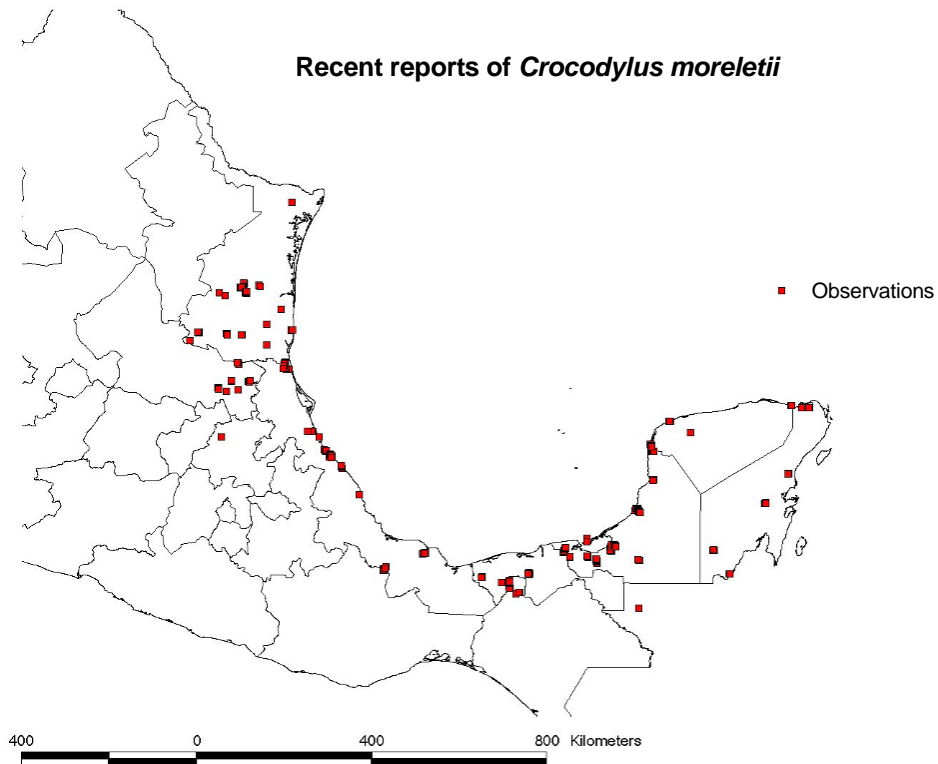 Recent reports of Crocodylus moreletii
Observations
400 0 400 800 Kilometers